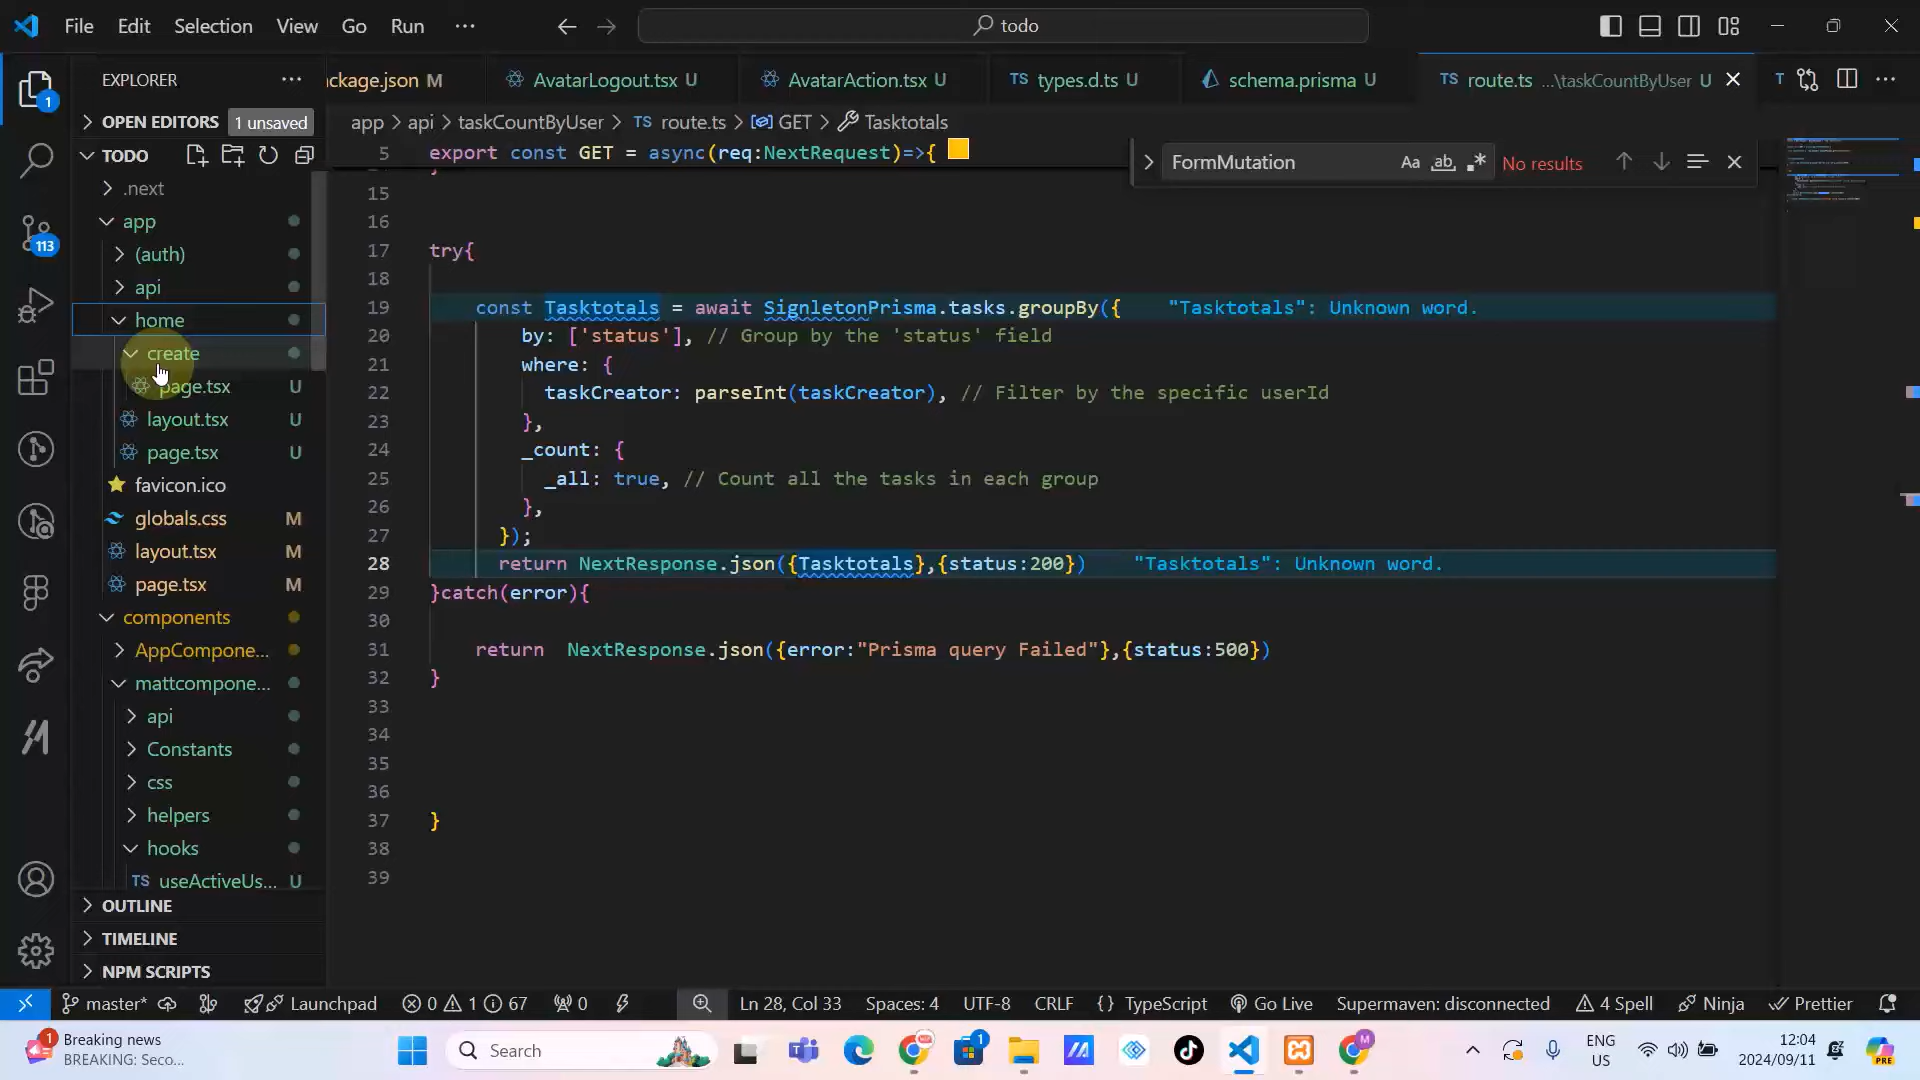 File Edit Selection View Go Run ··· todo
EXPLORER ···
ckage.json M AvatarLogout.tsx U AvatarAction.tsx U TS types.d.ts U schema.prisma U TS route.ts ...\taskCountByUser U T ···
OPEN EDITORS 1 unsaved
app > api > taskCountByUser > TS route.ts > GET > Tasktotals
TODO
5 export const GET = async(req:NextRequest)=>{
FormMutation Aa ab .* No results
.next
app
(auth)
api
home
create
page.tsx U
layout.tsx U
page.tsx U
favicon.ico
globals.css M
layout.tsx M
page.tsx M
components
AppCompone...
mattcompone...
api
Constants
css
helpers
hooks
TS useActiveUs... U
OUTLINE
TIMELINE
NPM SCRIPTS
1
113
15
16
17 try{
18
19 const Tasktotals = await SignletonPrisma.tasks.groupBy({ "Tasktotals": Unknown word.
20 by: ['status'], // Group by the 'status' field
21 where: {
22 taskCreator: parseInt(taskCreator), // Filter by the specific userId
23 },
24 _count: {
25 _all: true, // Count all the tasks in each group
26 },
27 });
28 return NextResponse.json({Tasktotals},{status:200}) "Tasktotals": Unknown word.
29 }catch(error){
30
31 return NextResponse.json({error:"Prisma query Failed"},{status:500})
32 }
33
34
35
36
37 }
38
39
master* Launchpad 0 1 67 0 Ln 28, Col 33 Spaces: 4 UTF-8 CRLF {} TypeScript Go Live Supermaven: disconnected 4 Spell Ninja Prettier
1 Breaking news
BREAKING: Seco...
Search
1
M
ENG
US
12:04
2024/09/11
PRE